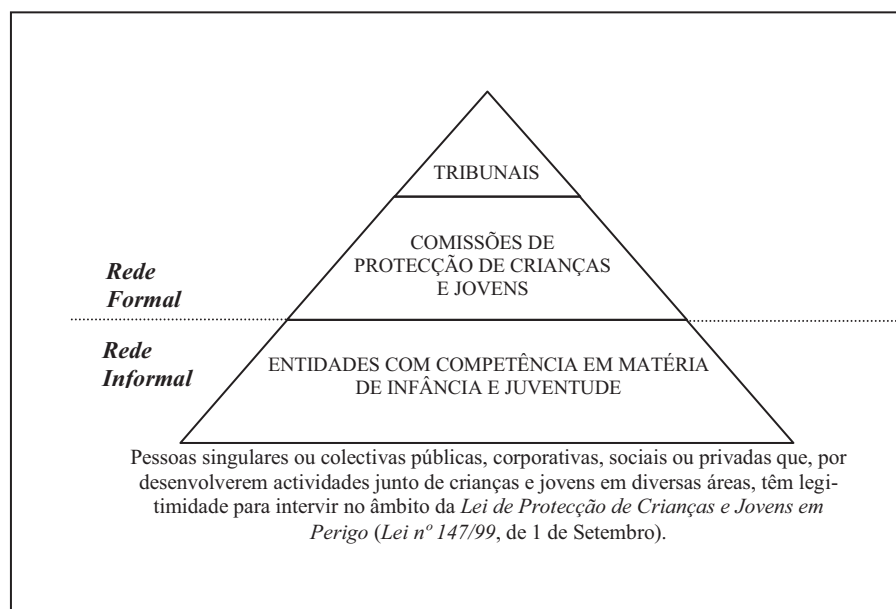 TRIBUNAIS
COMISSÕES DE
PROTECÇÃO DE CRIANÇAS
E JOVENS
Rede
Formal
Rede
Informal
ENTIDADES COM COMPETÊNCIA EM MATÉRIA
DE INFÂNCIA E JUVENTUDE
Pessoas singulares ou colectivas públicas, corporativas, sociais ou privadas que, por
desenvolverem actividades junto de crianças e jovens em diversas áreas, têm legi-
timidade para intervir no âmbito da Lei de Protecção de Crianças e Jovens em
Perigo (Lei nº 147/99, de 1 de Setembro).